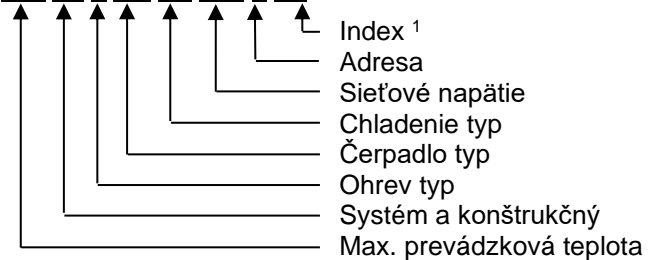 Index ¹
Adresa
Sieťové napätie
Chladenie typ
Čerpadlo typ
Ohrev typ
Systém a konštrukčný
Max. prevádzková teplota